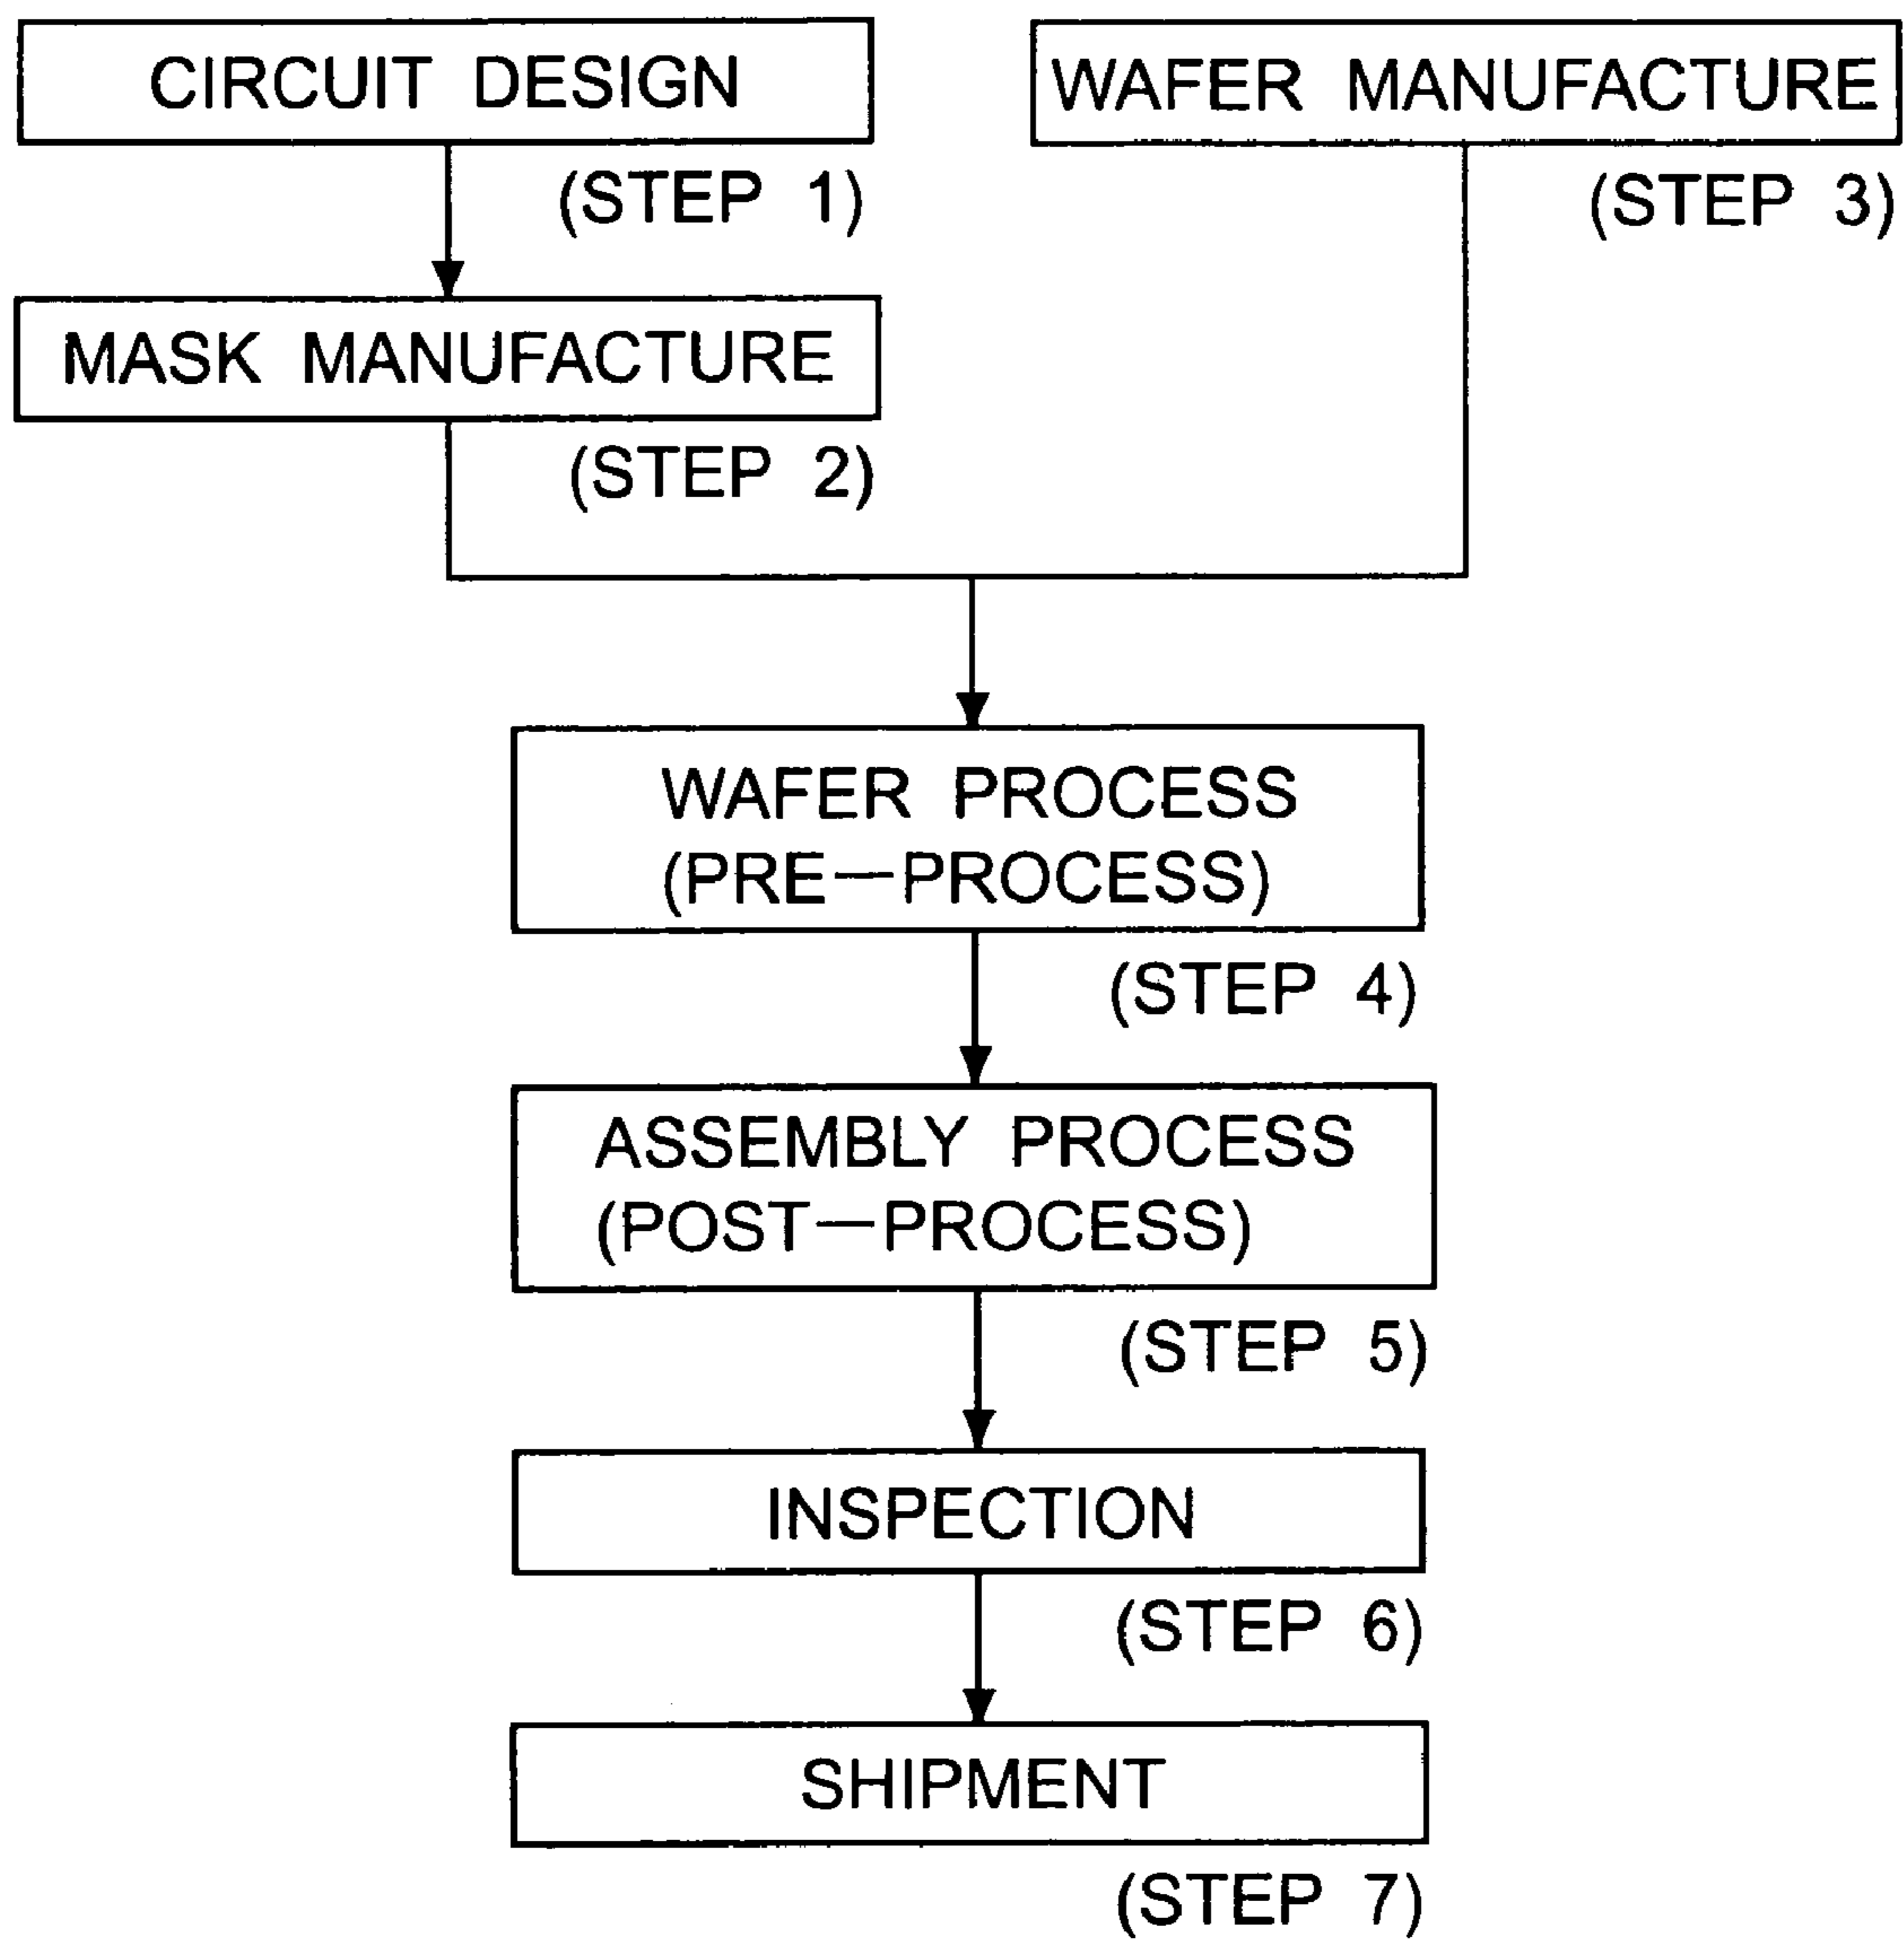 CIRCUIT DESIGN
(STEP 1)
MASK MANUFACTURE
(STEP 2)
WAFER MANUFACTURE
(STEP 3)
WAFER PROCESS
(PRE—PROCESS)
(STEP 4)
ASSEMBLY PROCESS
(POST—PROCESS)
(STEP 5)
INSPECTION
(STEP 6)
SHIPMENT
(STEP 7)